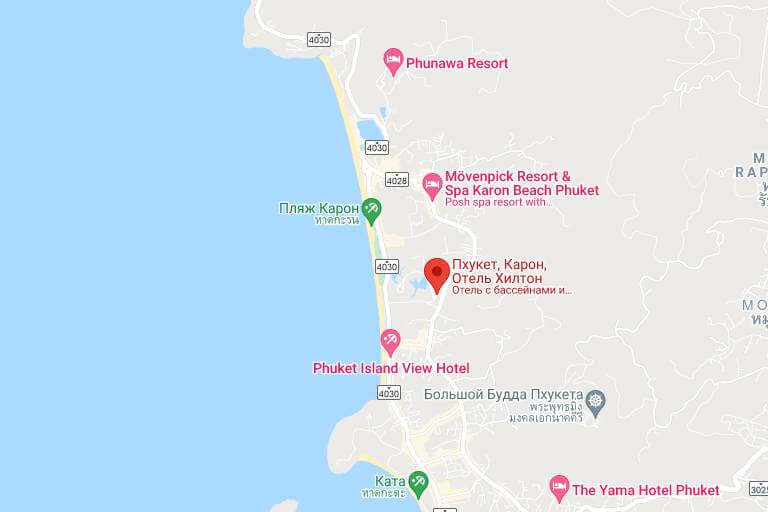 4030
Phunawa Resort
4030
4028
Mövenpick Resort &
Spa Karon Beach Phuket
Posh spa resort with..
Пляж Карон
หาดกะรน
4030
Пхукет, Карон,
Отель Хилтон
Отель с бассейнами и...
Phuket Island View Hotel
4030
Большой Будда Пхукета
พระพุทธมิ่ง
มงคลเอกนาคคีรี
Ката
หาดกะตะ
The Yama Hotel Phuket